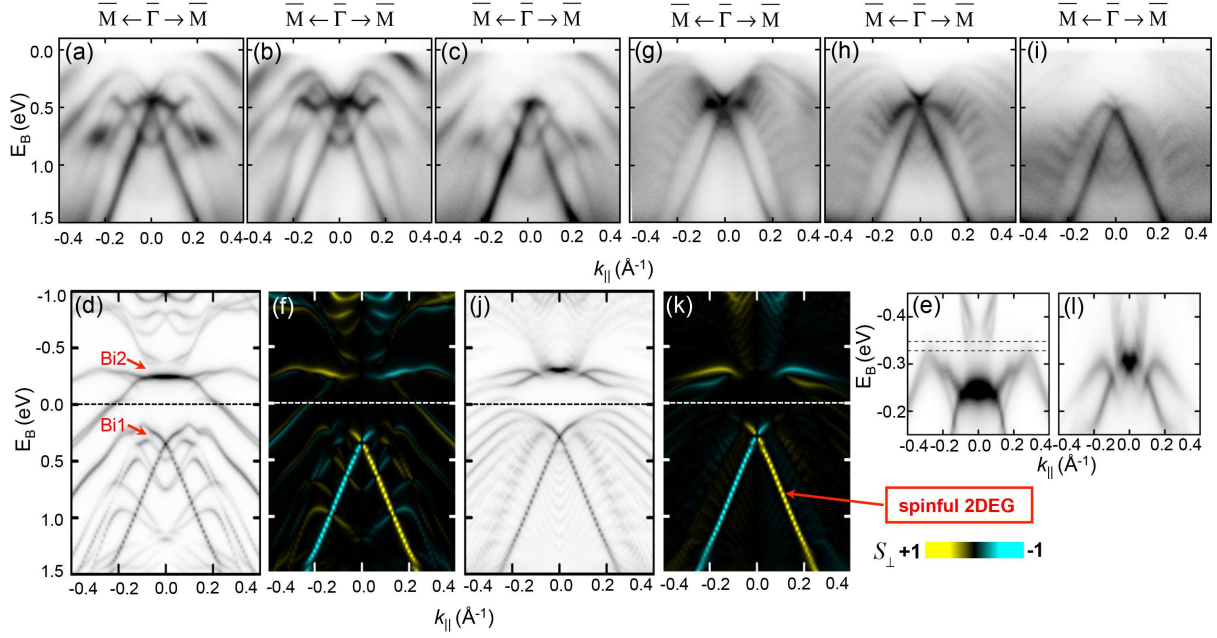 M ← Γ → M M ← Γ → M M ← Γ → M M ← Γ → M M ← Γ → M M ← Γ → M
(a) (b) (c) (g) (h) (i)
0.0
0.5
1.0
1.5
E_B (eV)
-0.4 -0.2 0.0 0.2 0.4 -0.4 -0.2 0.0 0.2 0.4 -0.4 -0.2 0.0 0.2 0.4 -0.4 -0.2 0.0 0.2 0.4 -0.4 -0.2 0.0 0.2 0.4 -0.4 -0.2 0.0 0.2 0.4
k_|| (Å⁻¹)
(d) (f) (j) (k)
-1.0
-0.5
0.0
0.5
1.0
1.5
E_B (eV)
Bi2
Bi1
-0.4 -0.2 0.0 0.2 0.4 -0.4 -0.2 0.0 0.2 0.4 -0.4 -0.2 0.0 0.2 0.4 -0.4 -0.2 0.0 0.2 0.4
k_|| (Å⁻¹)
(e) (l)
-0.4
-0.3
-0.2
E_B (eV)
-0.4 -0.2 0.0 0.2 0.4 -0.4 -0.2 0.0 0.2 0.4
k_|| (Å⁻¹)
spinful 2DEG
S_⊥ +1 -1